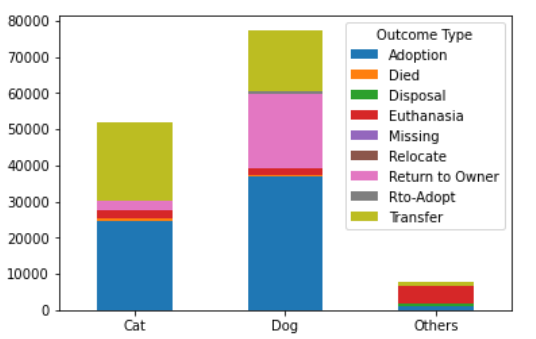 80000
70000
60000
50000
40000
30000
20000
10000
0
Cat
Dog
Others
Outcome Type
Adoption
Died
Disposal
Euthanasia
Missing
Relocate
Return to Owner
Rto-Adopt
Transfer